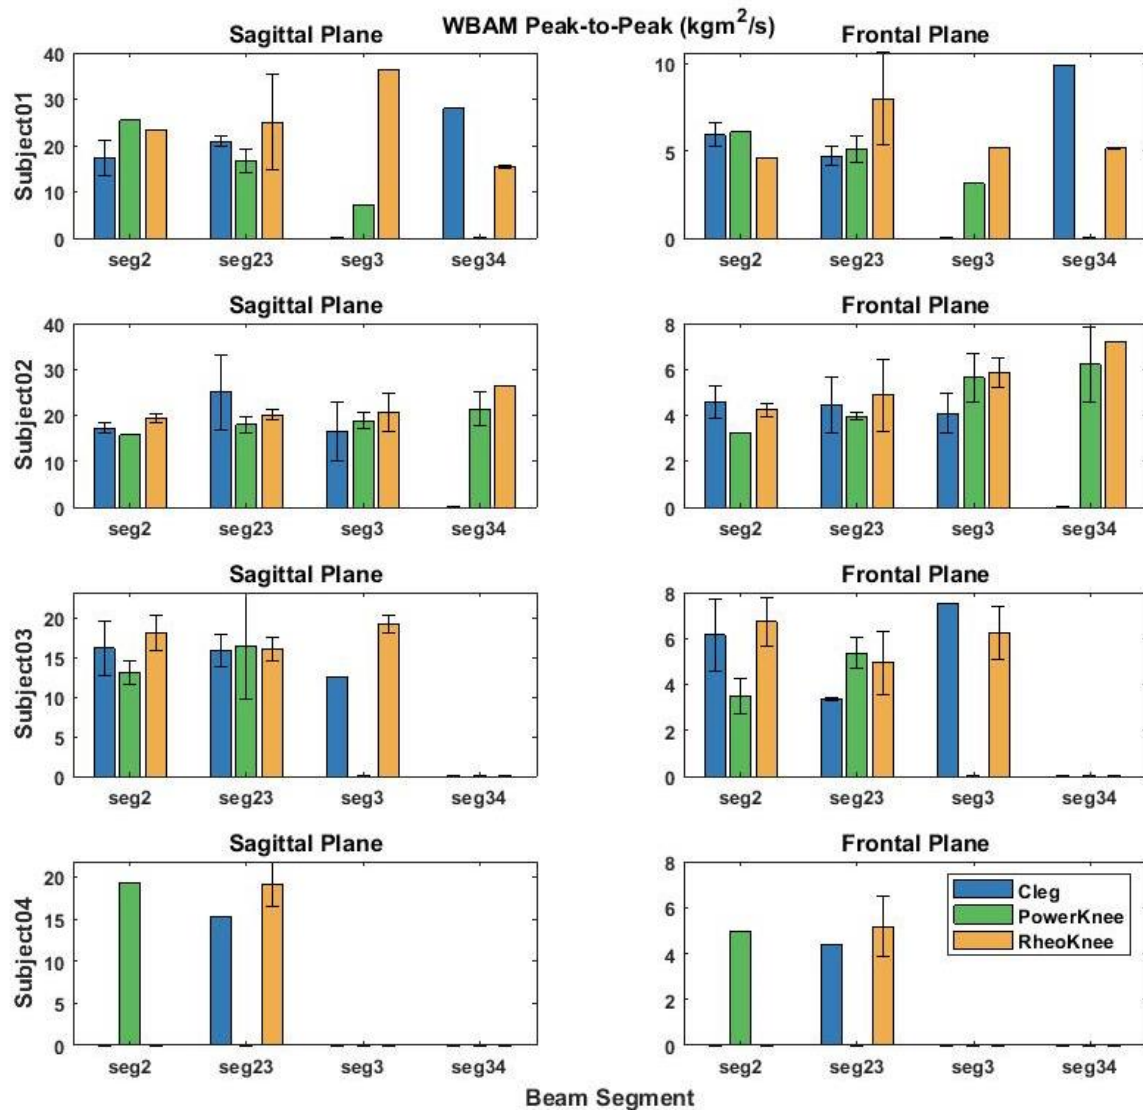 WBAM Peak-to-Peak (kgm²/s)
Sagittal Plane
Frontal Plane
Subject01
40
30
20
10
0
seg2 seg23 seg3 seg34
10
5
0
seg2 seg23 seg3 seg34
Sagittal Plane
Frontal Plane
Subject02
40
30
20
10
0
seg2 seg23 seg3 seg34
8
6
4
2
0
seg2 seg23 seg3 seg34
Sagittal Plane
Frontal Plane
Subject03
20
15
10
5
0
seg2 seg23 seg3 seg34
8
6
4
2
0
seg2 seg23 seg3 seg34
Sagittal Plane
Frontal Plane
Subject04
20
15
10
5
0
seg2 seg23 seg3 seg34
8
6
4
2
0
seg2 seg23 seg3 seg34
Cleg
PowerKnee
RheoKnee
Beam Segment